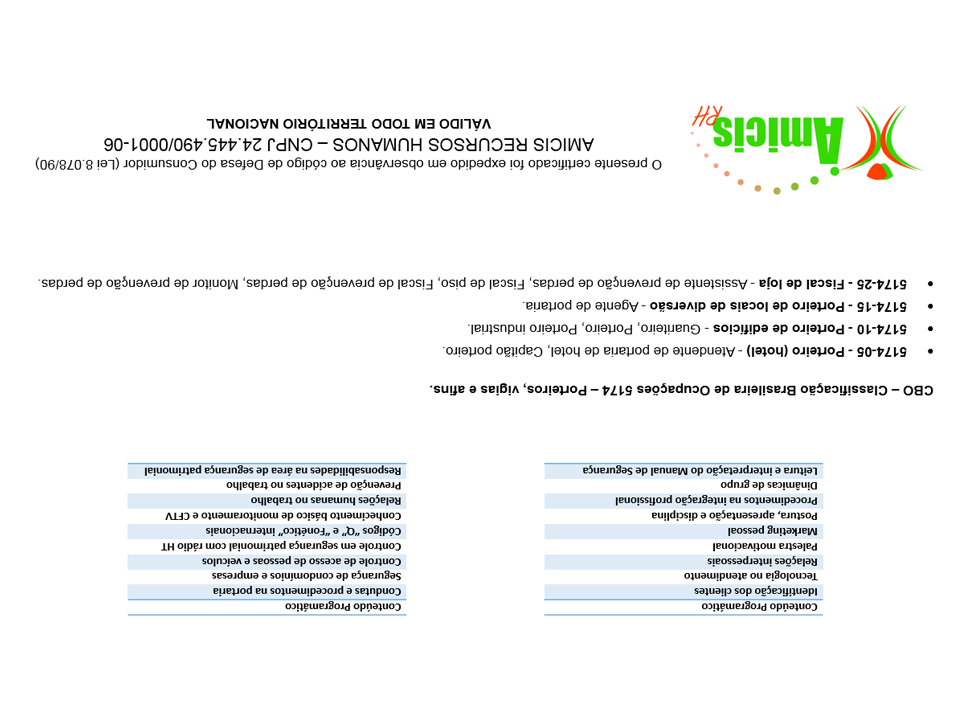 Conteúdo Programático
Identificação dos clientes
Tecnologia no atendimento
Relações interpessoais
Palestra motivacional
Marketing pessoal
Postura, apresentação e disciplina
Procedimentos na integração profissional
Dinâmicas de grupo
Leitura e interpretação do Manual de Segurança
Conteúdo Programático
Condutas e procedimentos na portaria
Segurança de condomínios e empresas
Controle de acesso de pessoas e veículos
Controle em segurança patrimonial com rádio HT
Códigos “Q” e “Fonético” internacionais
Conhecimento básico de monitoramento e CFTV
Relações humanas no trabalho
Prevenção de acidentes no trabalho
Responsabilidades na área de segurança patrimonial
CBO – Classificação Brasileira de Ocupações 5174 – Porteiros, vigias e afins.
• 5174-05 - Porteiro (hotel) - Atendente de portaria de hotel, Capitão porteiro.
• 5174-10 - Porteiro de edifícios - Guariteiro, Porteiro, Porteiro industrial.
• 5174-15 - Porteiro de locais de diversão - Agente de portaria.
• 5174-25 - Fiscal de loja - Assistente de prevenção de perdas, Fiscal de piso, Fiscal de prevenção de perdas, Monitor de prevenção de perdas.
Amicis
RH
O presente certificado foi expedido em observância ao código de Defesa do Consumidor (Lei 8.078/90)
AMICIS RECURSOS HUMANOS – CNPJ 24.445.490/0001-06
VÁLIDO EM TODO TERRITÓRIO NACIONAL